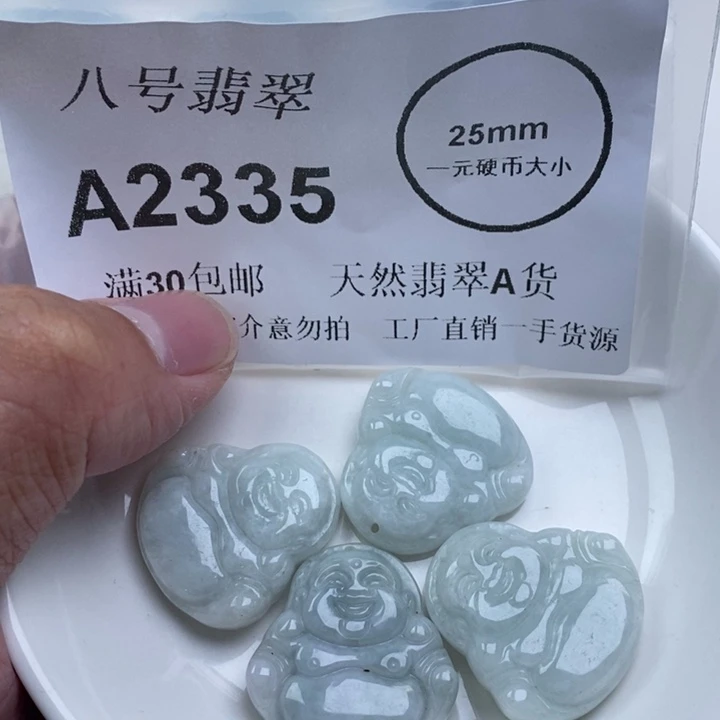 八号翡翠
25mm
一元硬币大小
A2335
满30包邮 天然翡翠A货
介意勿拍 工厂直销一手货源